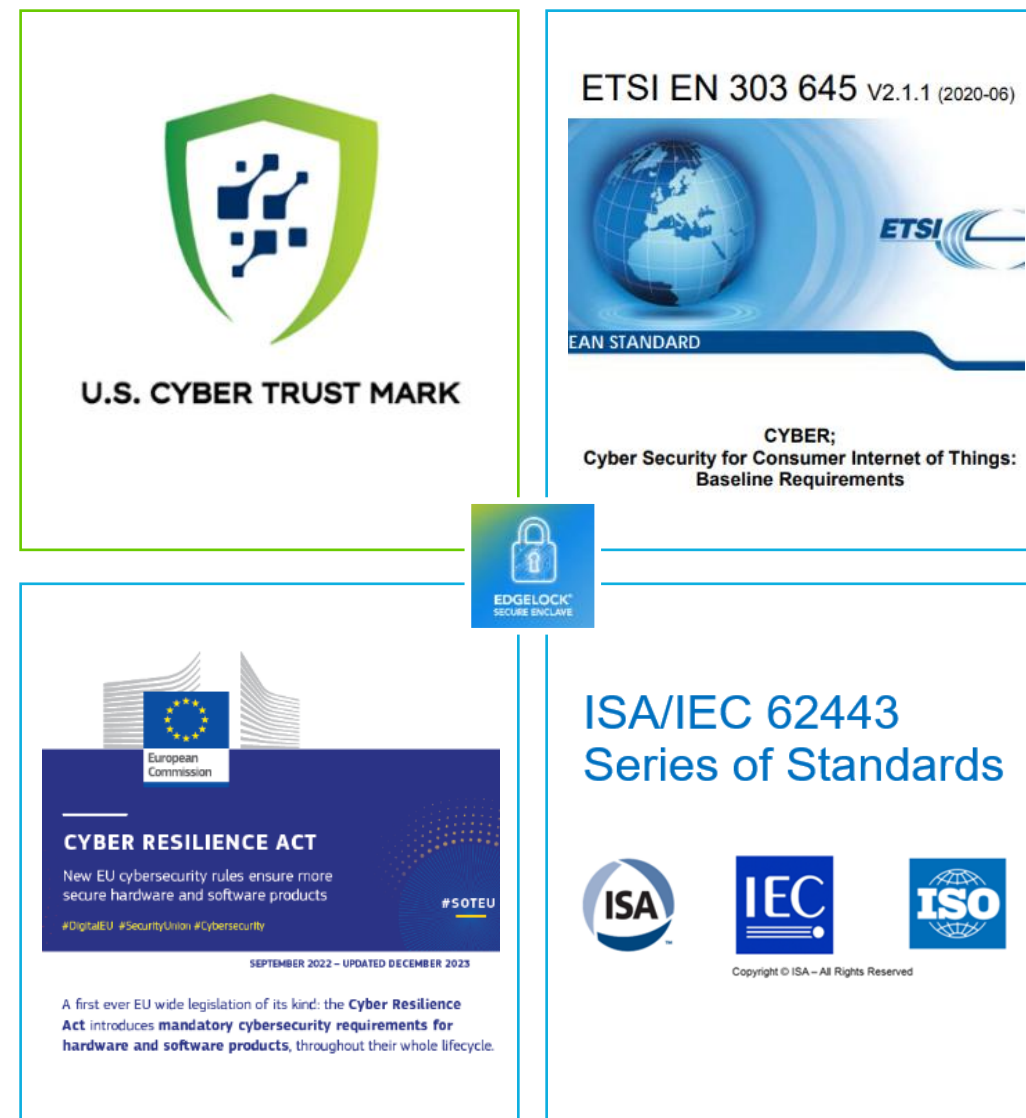 U.S. CYBER TRUST MARK
ETSI EN 303 645 V2.1.1 (2020-06)
ETSI
EAN STANDARD
CYBER;
Cyber Security for Consumer Internet of Things:
Baseline Requirements
EDGELOCK®
SECURE ENCLAVE
European
Commission
CYBER RESILIENCE ACT
New EU cybersecurity rules ensure more
secure hardware and software products
#SOTEU
#DigitalEU #SecurityUnion #Cybersecurity
SEPTEMBER 2022 – UPDATED DECEMBER 2023
A first ever EU wide legislation of its kind: the Cyber Resilience
Act introduces mandatory cybersecurity requirements for
hardware and software products, throughout their whole lifecycle.
ISA/IEC 62443
Series of Standards
ISA™
IEC
ISO
Copyright © ISA – All Rights Reserved